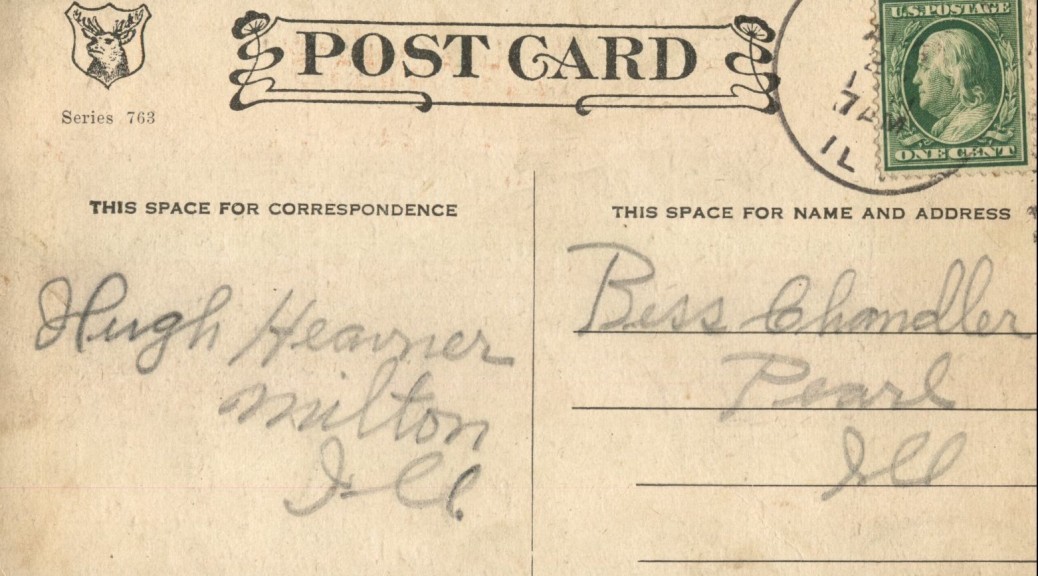 POST CARD
Series 763
U.S. POSTAGE
ONE CENT
7 AM
IL
THIS SPACE FOR CORRESPONDENCE
Hugh Heavner
Milton
Ill.
THIS SPACE FOR NAME AND ADDRESS
Bess Chandler
Pearl
Ill